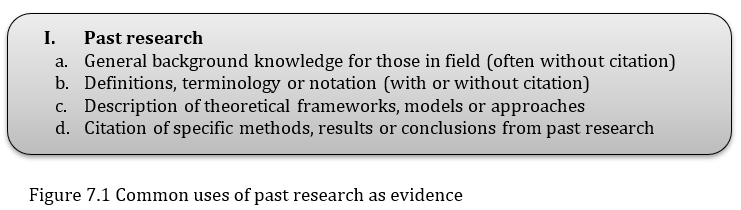 I. Past research
a. General background knowledge for those in field (often without citation)
b. Definitions, terminology or notation (with or without citation)
c. Description of theoretical frameworks, models or approaches
d. Citation of specific methods, results or conclusions from past research
Figure 7.1 Common uses of past research as evidence